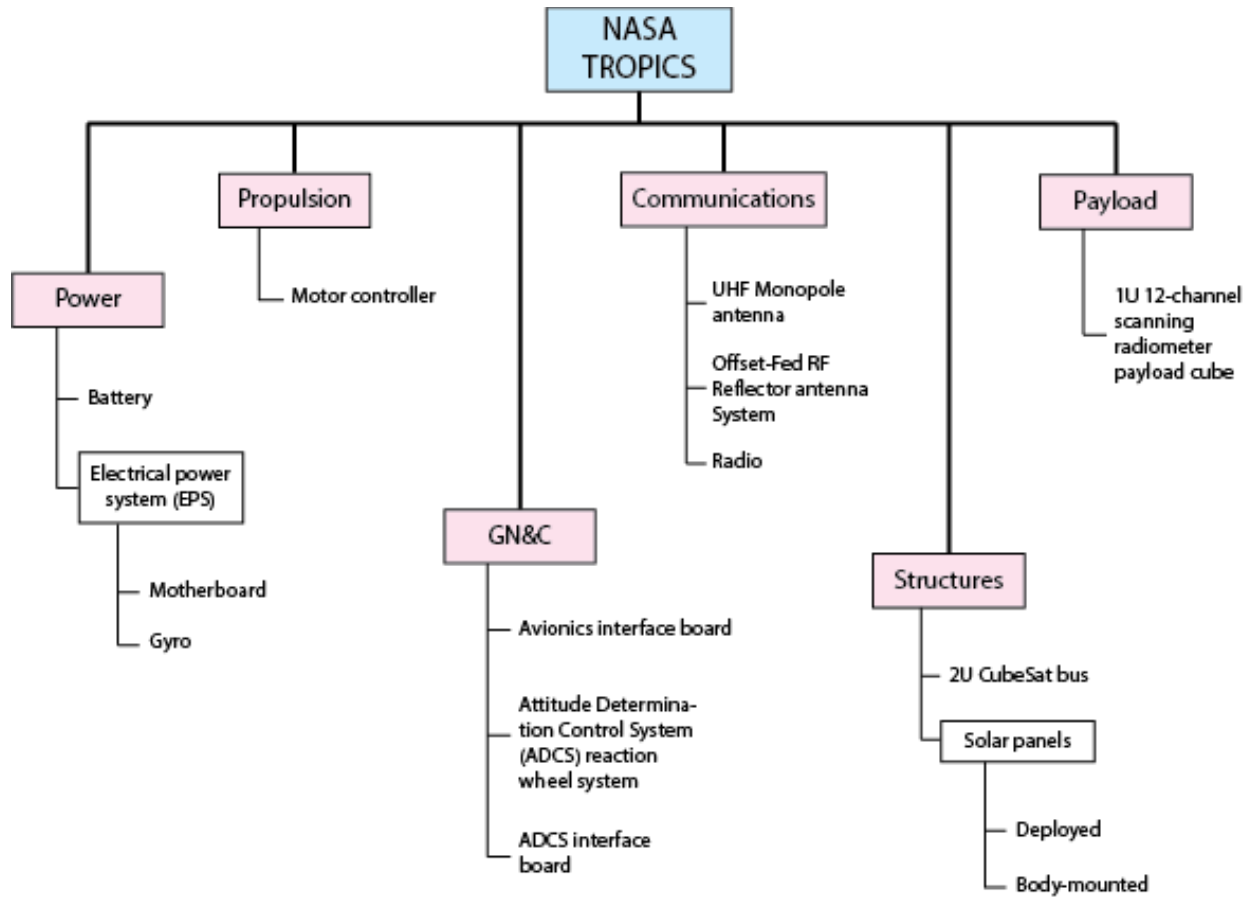 NASA
TROPICS
Propulsion
Communications
Payload
Power
Motor controller
UHF Monopole
antenna
Offset-Fed RF
Reflector antenna
System
Radio
1U 12-channel
scanning
radiometer
payload cube
Battery
Electrical power
system (EPS)
Motherboard
Gyro
GN&C
Avionics interface board
Attitude Determina-
tion Control System
(ADCS) reaction
wheel system
ADCS interface
board
Structures
2U CubeSat bus
Solar panels
Deployed
Body-mounted